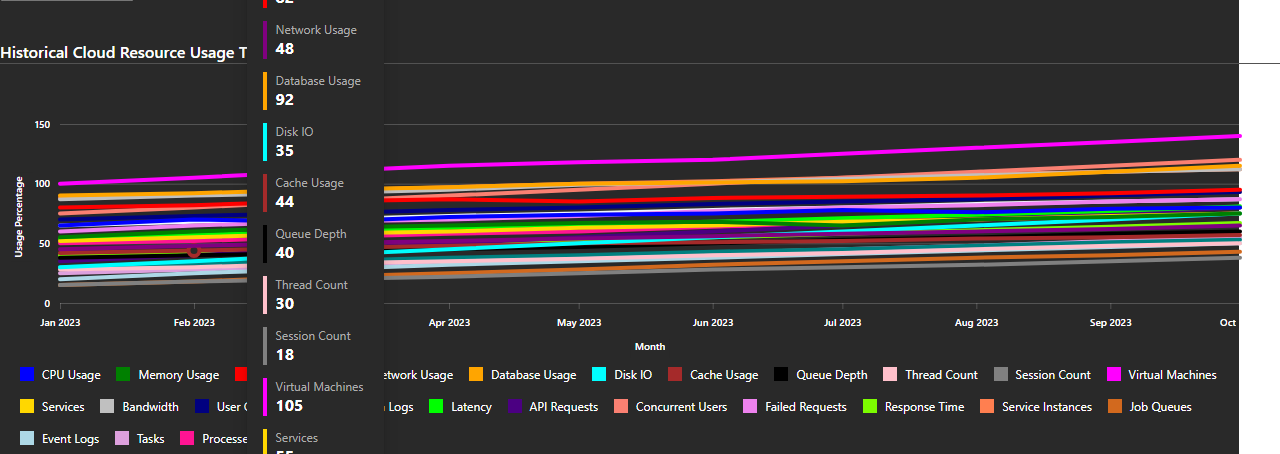 82
Network Usage
48
Historical Cloud Resource Usage T
Database Usage
92
150
Disk IO
35
Cache Usage
44
100
Usage Percentage
Queue Depth
40
50
Thread Count
30
0
Jan 2023 Feb 2023 Apr 2023 May 2023 Jun 2023 Jul 2023 Aug 2023 Sep 2023 Oct
Session Count
18
Month
CPU Usage Memory Usage etwork Usage Database Usage Disk IO Cache Usage Queue Depth Thread Count Session Count Virtual Machines
Virtual Machines
105
Services Bandwidth User Logs Latency API Requests Concurrent Users Failed Requests Response Time Service Instances Job Queues
Event Logs Tasks Processe
Services
55